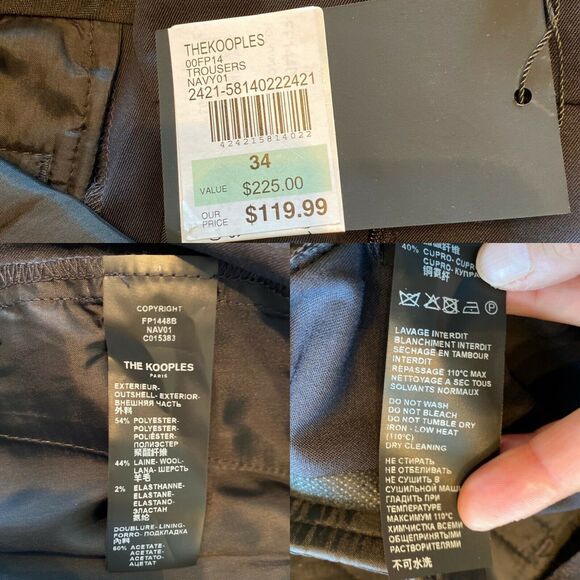 THEKOOPLES
00FP14
TROUSERS
NAVY01
2421-58140222421
424215814022
34
VALUE $225.00
OUR PRICE $119.99
COPYRIGHT
FP1448B
NAV01
C015383
THE KOOPLES
PARIS
EXTERIEUR-
OUTSHELL- EXTERIOR-
ВНЕШНЯЯ ЧАСТЬ
外料
54% POLYESTER-
POLYESTER-
POLIÉSTER-
ПОЛИЭСТЕР
聚酯纤维
44% LAINE- WOOL-
LANA- ШЕРСТЬ
羊毛
2% ELASTHANNE-
ELASTANE-
ELASTANO-
ЭЛАСТАН
氨纶
DOUBLURE- LINING-
FORRO- ПОДКЛАДКА
60% ACETATE-
ACETATE-
ACETATO-
АЦЕТАТ
40% CUPRO- CUPRO-
CUPRO- КУПРА
铜氨纤
LAVAGE INTERDIT
BLANCHIMENT INTERDIT
SECHAGE EN TAMBOUR
INTERDIT
REPASSAGE 110°C MAX
NETTOYAGE A SEC TOUS
SOLVANTS NORMAUX
DO NOT WASH
DO NOT BLEACH
DO NOT TUMBLE DRY
IRON - LOW HEAT
(110°C)
DRY CLEANING
НЕ СТИРАТЬ
НЕ ОТБЕЛИВАТЬ
НЕ СУШИТЬ В
СУШИЛЬНОЙ
ГЛАДИТЬ ПРИ
ТЕМПЕРАТУРЕ
МАКСИМУМ 110°C
ХИМЧИСТКА ВСЕМИ
ОБЩЕПРИНЯТЫМИ
РАСТВОРИТЕЛЯМИ
不可水洗